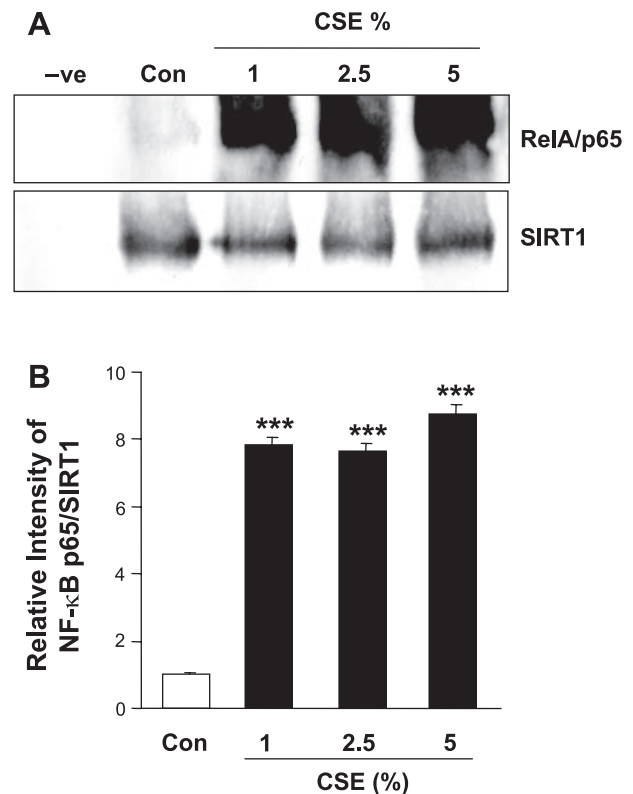 A
CSE %
–ve Con 1 2.5 5
RelA/p65
SIRT1
B
Relative Intensity of
NF-κB p65/SIRT1
10
8
6
4
2
0
*** *** ***
Con 1 2.5 5
CSE (%)